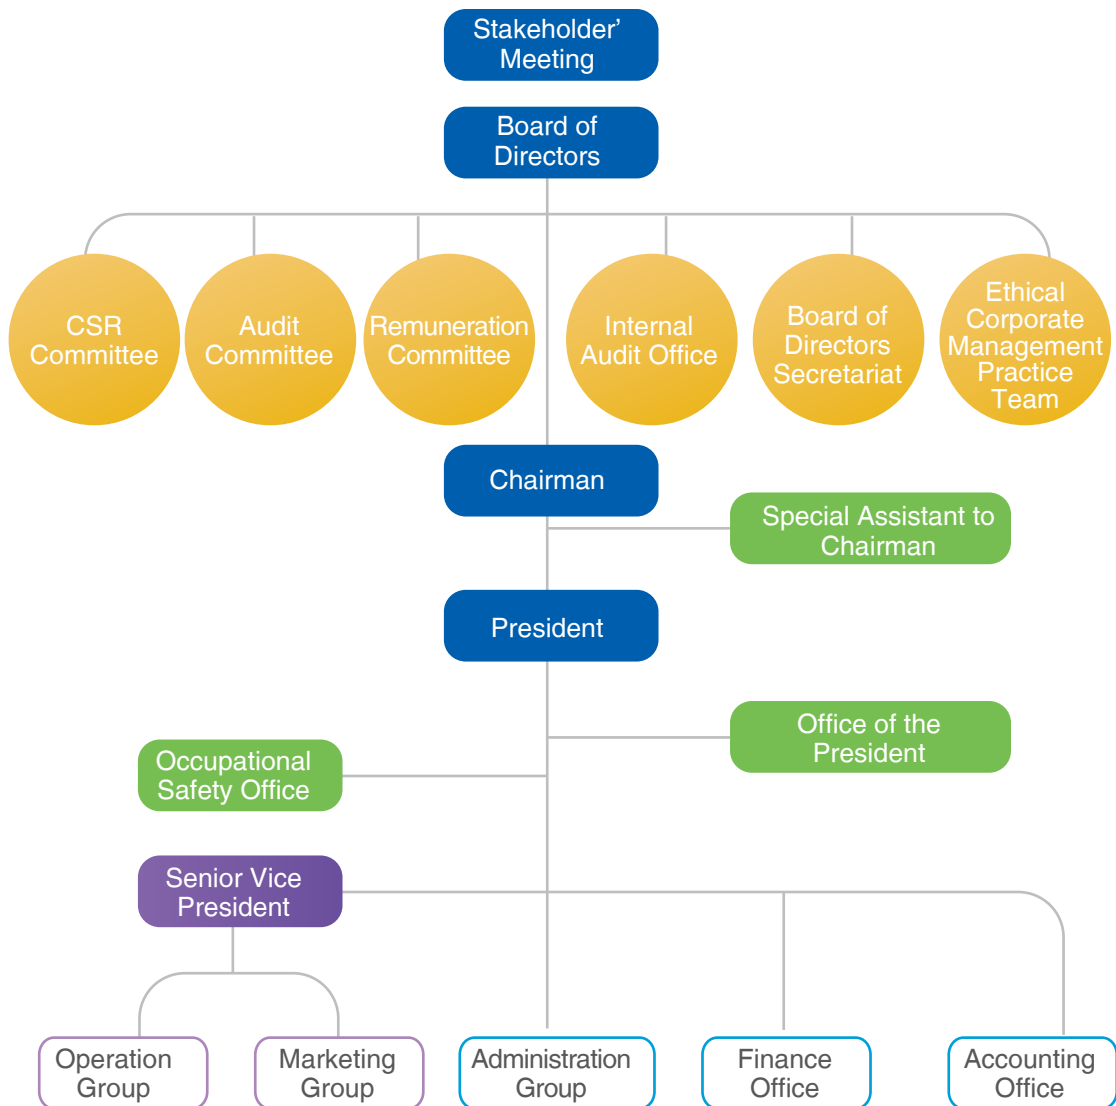 Stakeholder’
Meeting
Board of
Directors
CSR
Committee
Audit
Committee
Remuneration
Committee
Internal
Audit Office
Board of
Directors
Secretariat
Ethical
Corporate
Management
Practice
Team
Chairman
Special Assistant to
Chairman
President
Office of the
President
Occupational
Safety Office
Senior Vice
President
Operation
Group
Marketing
Group
Administration
Group
Finance
Office
Accounting
Office